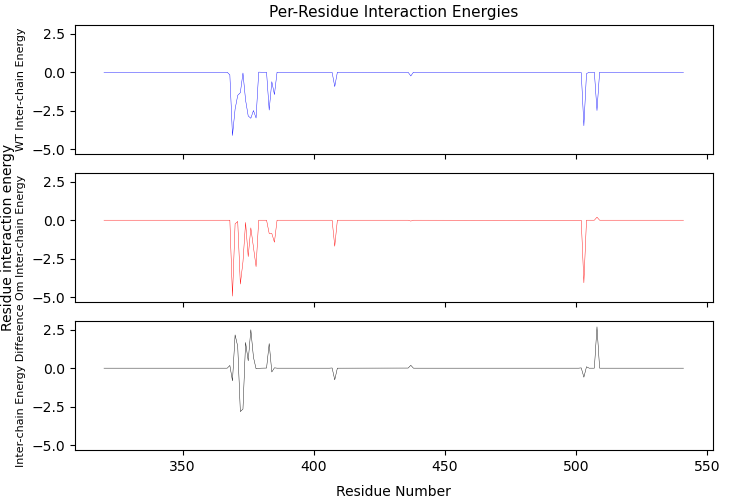 Per-Residue Interaction Energies
WT Inter-chain Energy
2.5
0.0
−2.5
−5.0
Residue interaction energy
Om Inter-chain Energy
2.5
0.0
−2.5
−5.0
Inter-chain Energy Difference
2.5
0.0
−2.5
−5.0
350
400
450
500
550
Residue Number